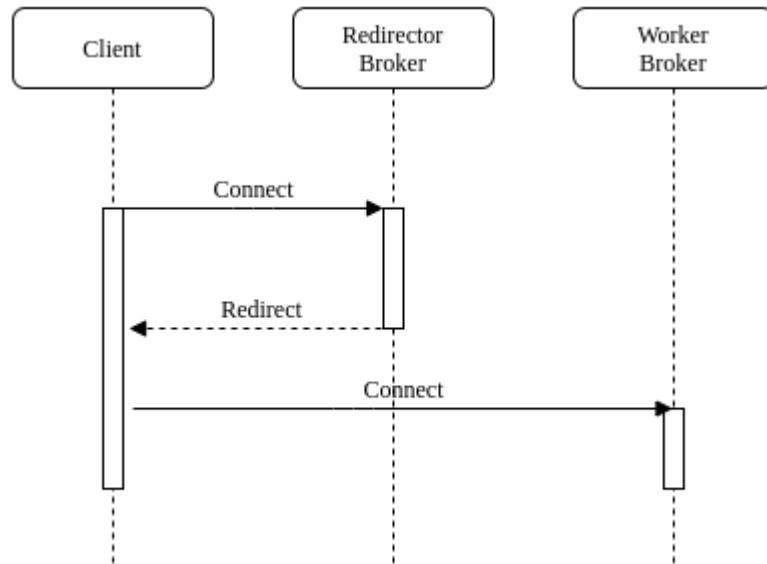 Client
Redirector
Broker
Worker
Broker
Connect
Redirect
Connect